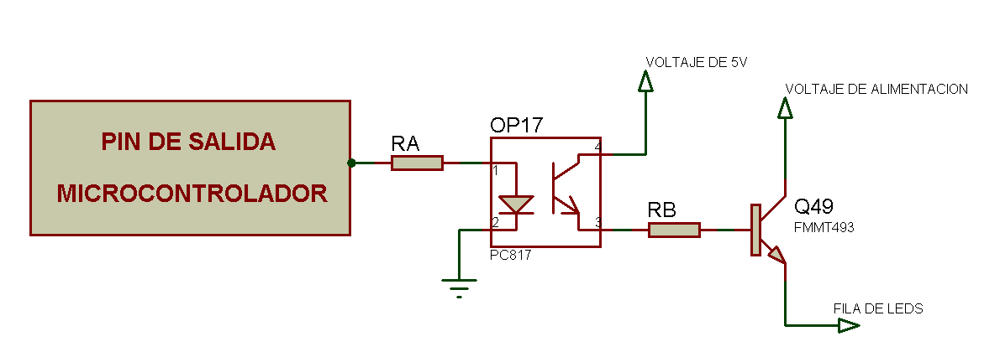 VOLTAJE DE 5V
VOLTAJE DE ALIMENTACION
OP17
PIN DE SALIDA
MICROCONTROLADOR
RA
1
4
2
3
PC817
RB
Q49
FMMT493
FILA DE LEDS